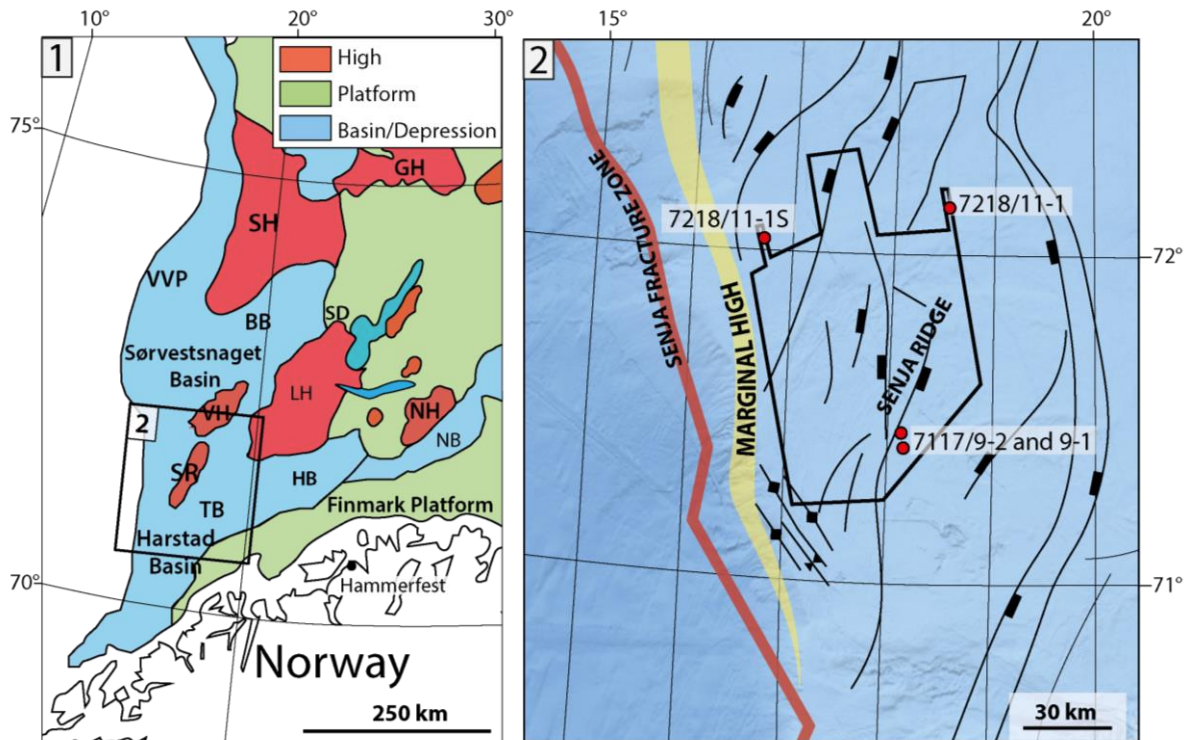 10°
20°
30°
1
High
Platform
Basin/Depression
75°
GH
SH
VVP
BB
SD
Sørvestsnaget
Basin
LH
VH
NH
2
NB
SR
HB
TB
Finmark Platform
Harstad
Basin
70°
Hammerfest
Norway
250 km
15°
20°
2
SENJA FRACTURE ZONE
7218/11-1S
7218/11-1
72°
MARGINAL HIGH
SENJA RIDGE
7117/9-2 and 9-1
71°
30 km